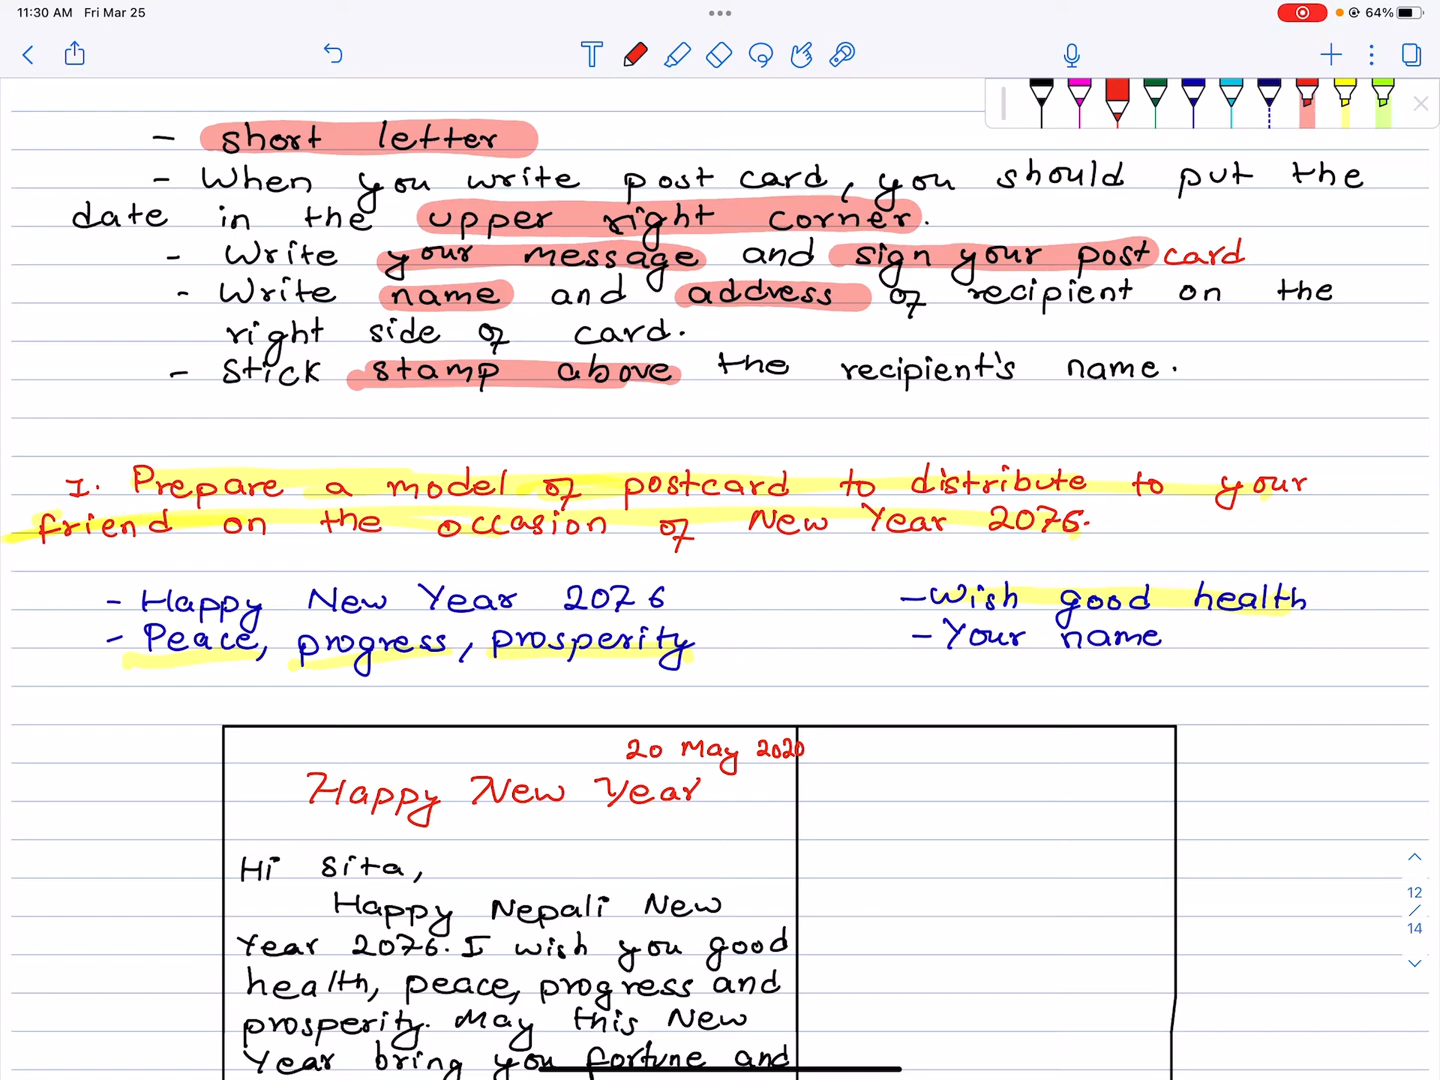 11:30 AM Fri Mar 25
64%
- short letter
- When you write post card, you should put the
date in the upper right corner.
- Write your message and sign your post card
- Write name and address of recipient on the
right side of card.
- Stick stamp above the recipient's name.
I. Prepare a model of postcard to distribute to your
friend on the occasion of New Year 2076.
- Happy New Year 2076
- Peace, progress, prosperity
- Wish good health
- Your name
20 May 2020
Happy New Year
Hi Sita,
Happy Nepali New
Year 2076. I wish you good
health, peace, progress and
prosperity. May this New
Year bring you fortune and
12
/
14